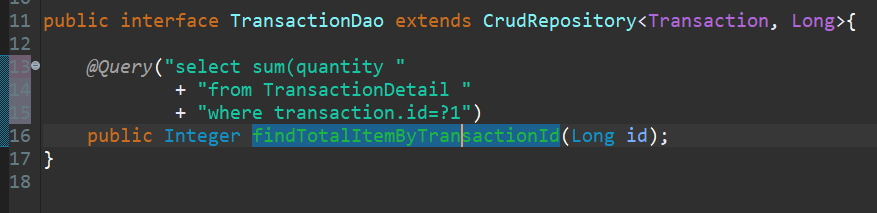 11 public interface TransactionDao extends CrudRepository<Transaction, Long>{
12
13 @Query("select sum(quantity "
14 + "from TransactionDetail "
15 + "where transaction.id=?1")
16 public Integer findTotalItemByTransactionId(Long id);
17 }
18